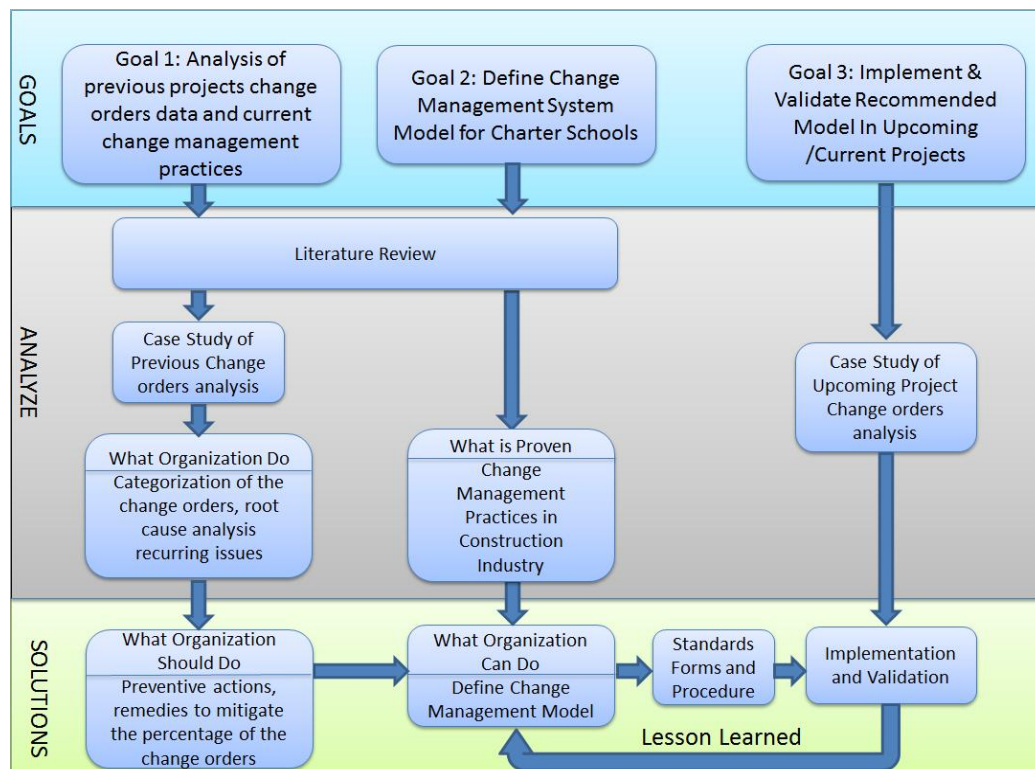 GOALS
Goal 1: Analysis of
previous projects change
orders data and current
change management
practices
Goal 2: Define Change
Management System
Model for Charter Schools
Goal 3: Implement &
Validate Recommended
Model In Upcoming
/Current Projects
ANALYZE
Literature Review
Case Study of
Previous Change
orders analysis
What Organization Do
Categorization of the
change orders, root
cause analysis
recurring issues
What is Proven
Change
Management
Practices in
Construction
Industry
Case Study of
Upcoming Project
Change orders
analysis
SOLUTIONS
What Organization
Should Do
Preventive actions,
remedies to mitigate
the percentage of the
change orders
What Organization
Can Do
Define Change
Management Model
Standards
Forms and
Procedure
Implementation
and Validation
Lesson Learned